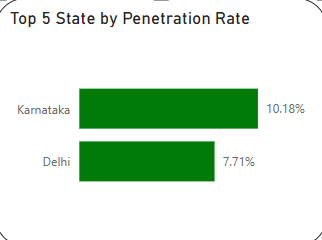 Top 5 State by Penetration Rate
Karnataka 10.18%
Delhi 7.71%